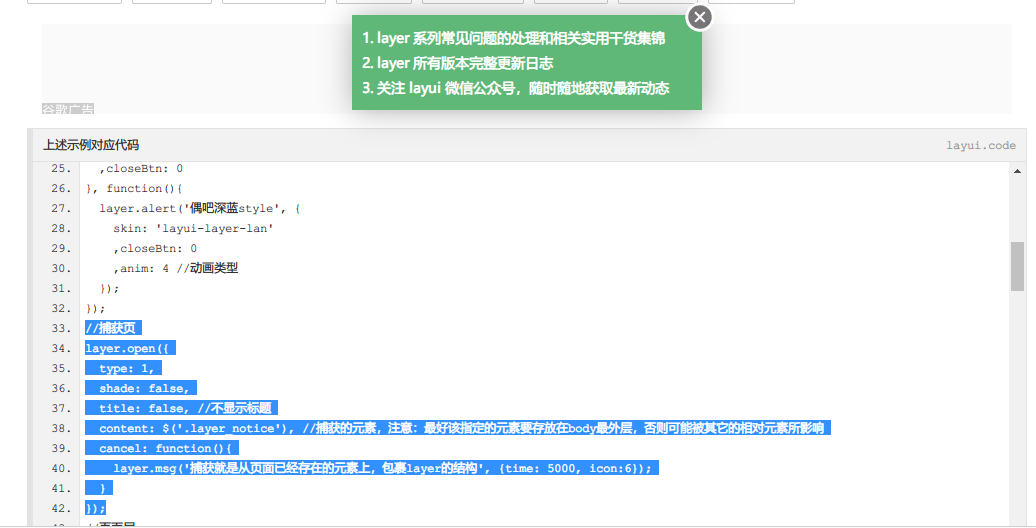 1. layer 系列常见问题的处理和相关实用干货集锦
2. layer 所有版本完整更新日志
3. 关注 layui 微信公众号，随时随地获取最新动态
谷歌广告
上述示例对应代码 layui.code
25. ,closeBtn: 0
26. }, function(){
27. layer.alert('偶吧深蓝style', {
28. skin: 'layui-layer-lan'
29. ,closeBtn: 0
30. ,anim: 4 //动画类型
31. });
32. });
33. //捕获页
34. layer.open({
35. type: 1,
36. shade: false,
37. title: false, //不显示标题
38. content: $('.layer_notice'), //捕获的元素，注意：最好该指定的元素要存放在body最外层，否则可能被其它的相对元素所影响
39. cancel: function(){
40. layer.msg('捕获就是从页面已经存在的元素上，包裹layer的结构', {time: 5000, icon:6});
41. }
42. });